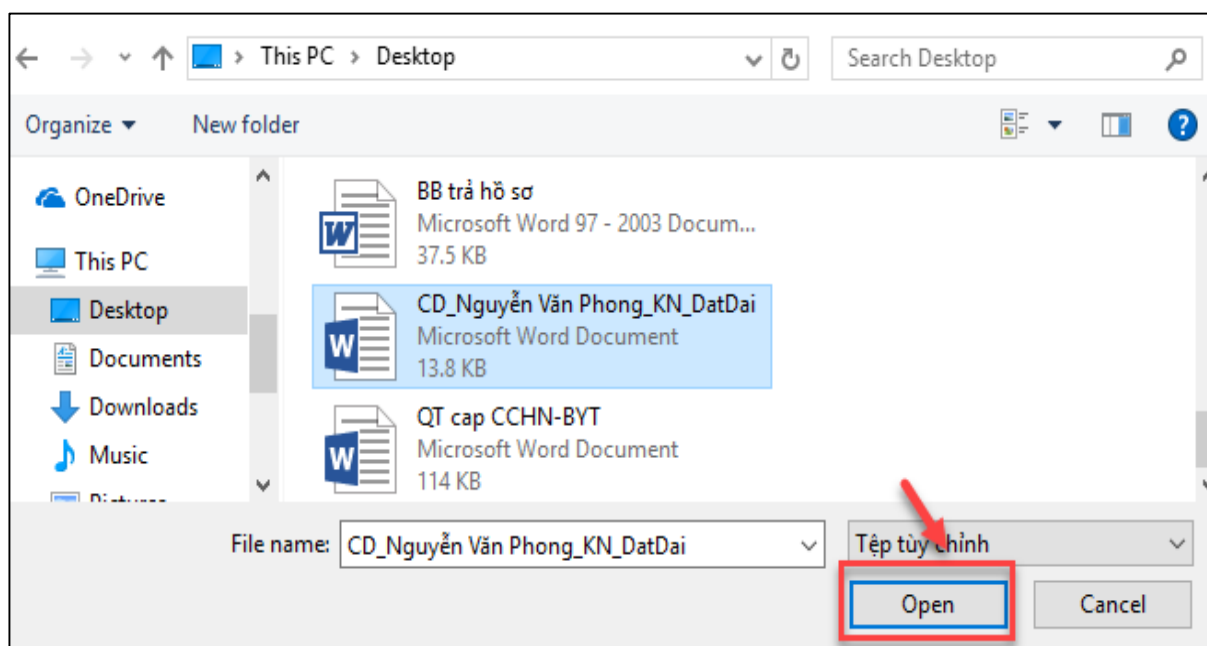 This PC > Desktop
Search Desktop
Organize
New folder
OneDrive
This PC
Desktop
Documents
Downloads
Music
BB trả hồ sơ
Microsoft Word 97 - 2003 Docum...
37.5 KB
CD_Nguyễn Văn Phong_KN_DatDai
Microsoft Word Document
13.8 KB
QT cap CCHN-BYT
Microsoft Word Document
114 KB
File name: CD_Nguyễn Văn Phong_KN_DatDai
Tệp tùy chỉnh
Open
Cancel